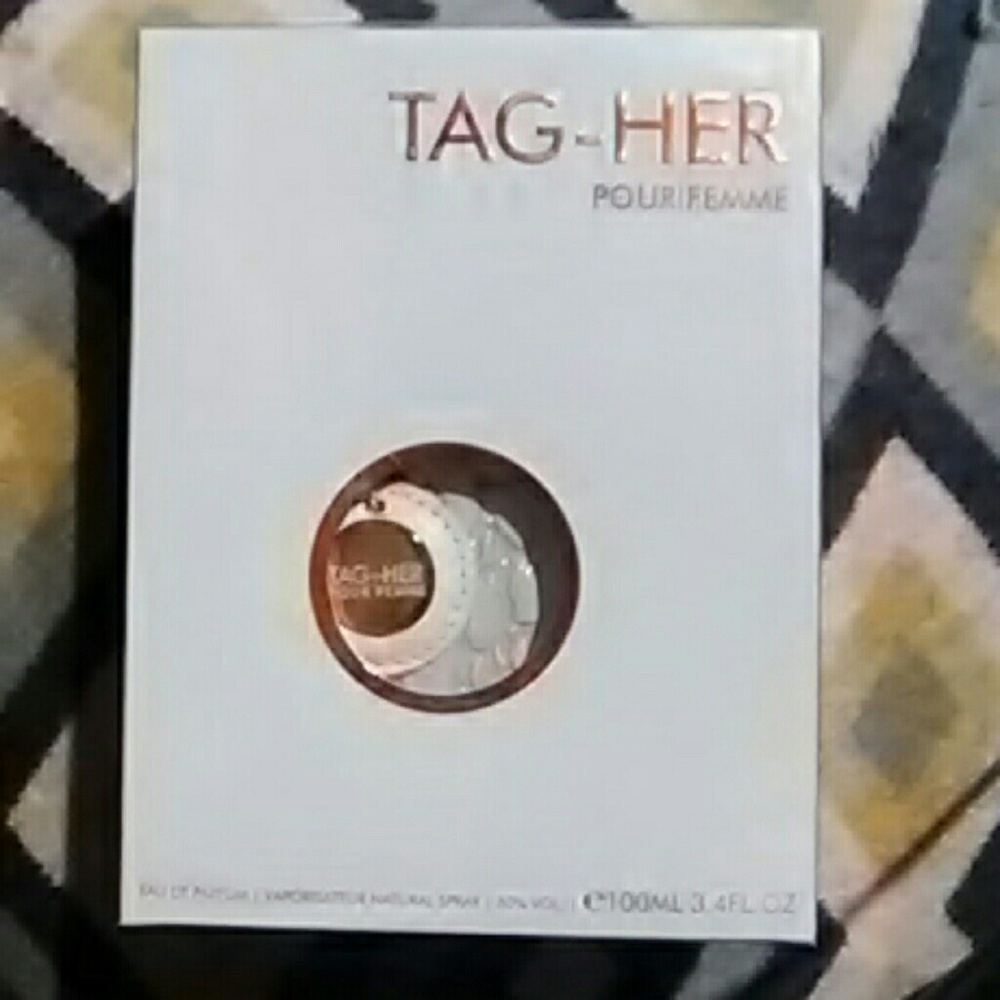 TAG-HER
POUR FEMME
TAG-HER
POUR FEMME
EAU DE PARFUM | VAPORISATEUR NATURAL SPRAY | 80% VOL. | ℮100ML 3.4FL.OZ